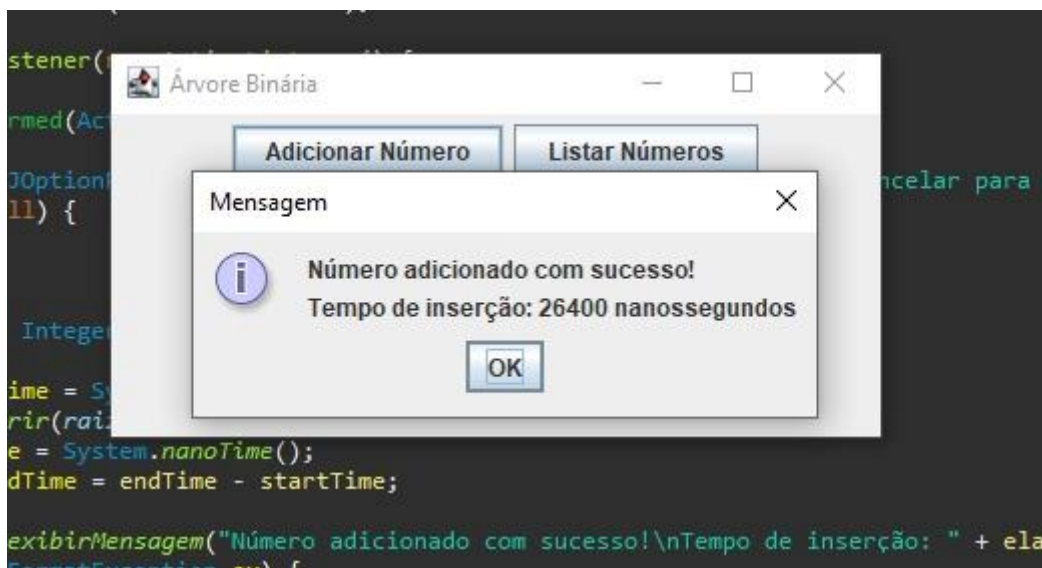 stener(
Árvore Binária
rmed(Ac
Adicionar Número
Listar Números
JOption
ncelar para
ll) {
Mensagem
Número adicionado com sucesso!
Tempo de inserção: 26400 nanossegundos
Intege
OK
ime = S
rir(rai
e = System.nanoTime();
dTime = endTime - startTime;
exibirMensagem("Número adicionado com sucesso!\nTempo de inserção: " + ela